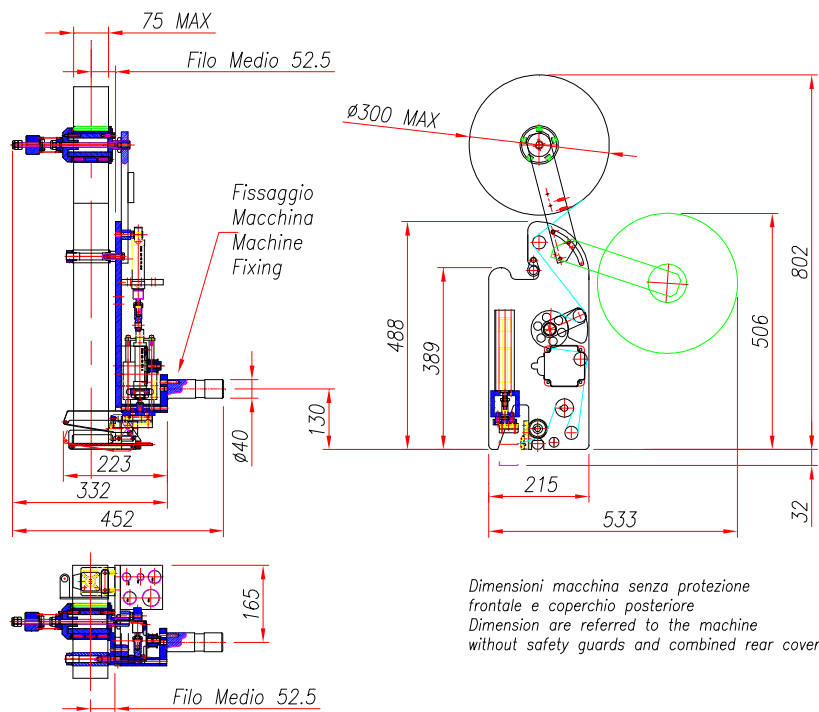 75 MAX
Filo Medio 52.5
Ø300 MAX
Fissaggio
Macchina
Machine
Fixing
802
506
488
389
130
Ø40
223
332
452
215
533
32
165
Filo Medio 52.5
Dimensioni macchina senza protezione
frontale e coperchio posteriore
Dimension are referred to the machine
without safety guards and combined rear cover